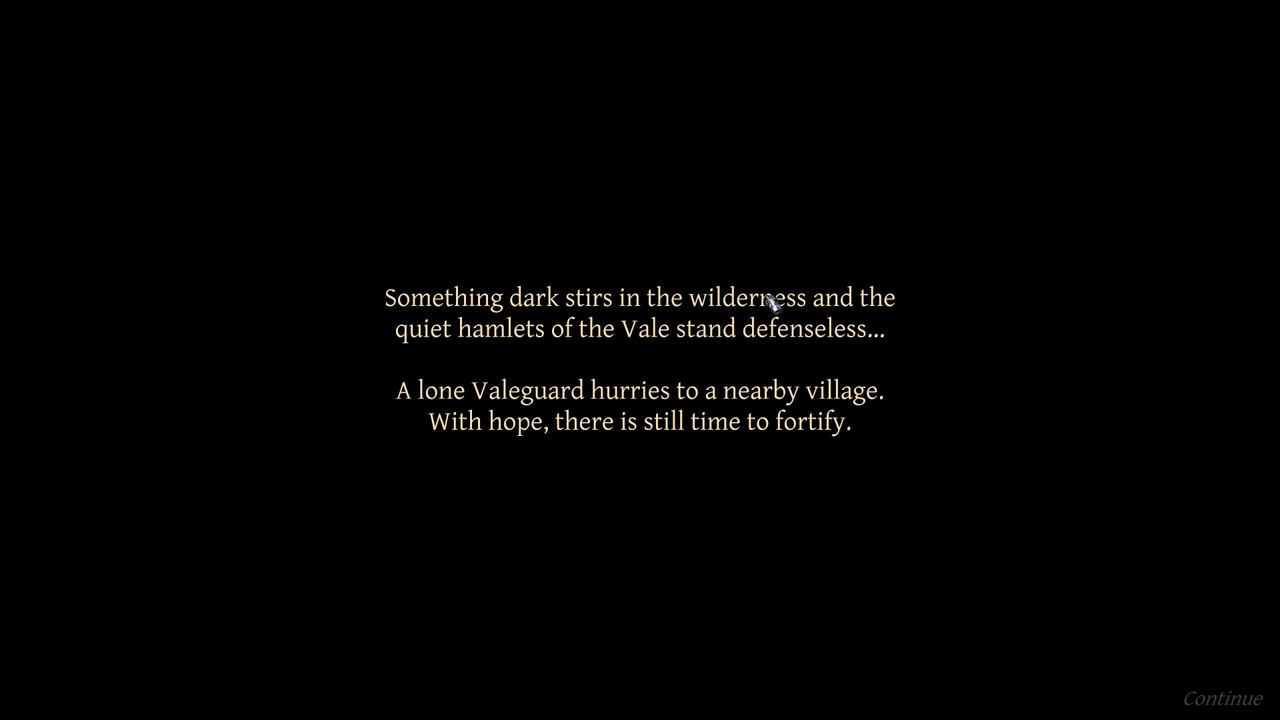 Something dark stirs in the wilderness and the
quiet hamlets of the Vale stand defenseless...
A lone Valeguard hurries to a nearby village.
With hope, there is still time to fortify.
Continue